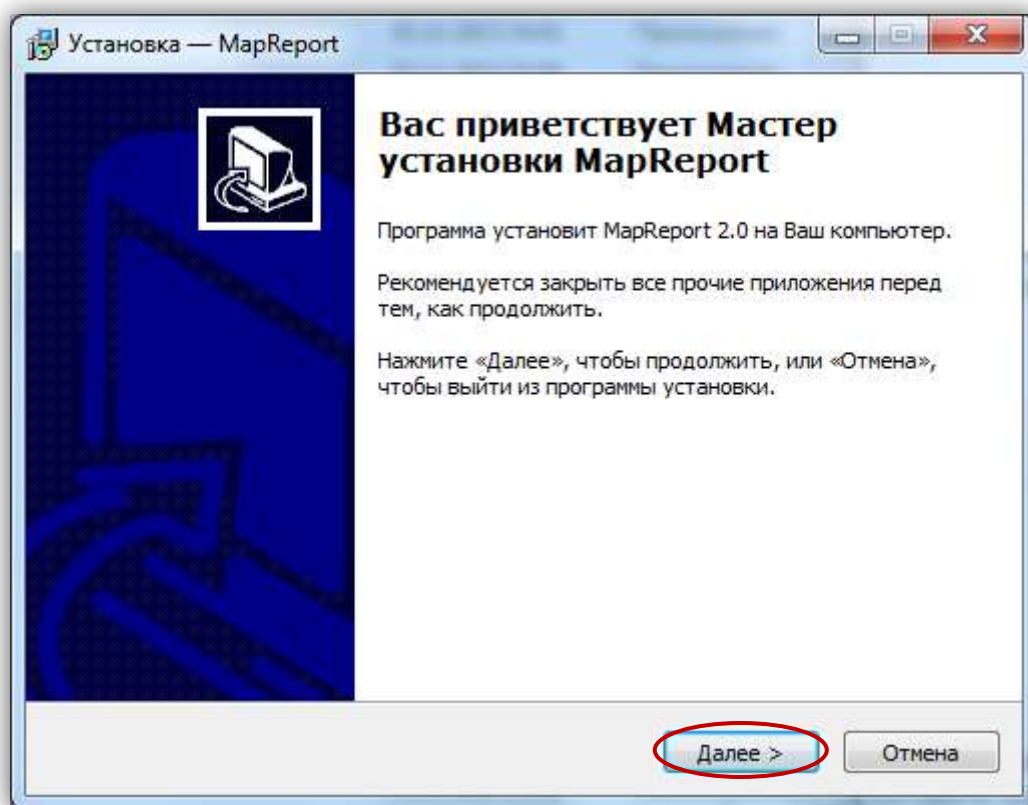 Установка — MapReport
Вас приветствует Мастер
установки MapReport
Программа установит MapReport 2.0 на Ваш компьютер.
Рекомендуется закрыть все прочие приложения перед
тем, как продолжить.
Нажмите «Далее», чтобы продолжить, или «Отмена»,
чтобы выйти из программы установки.
Далее >
Отмена